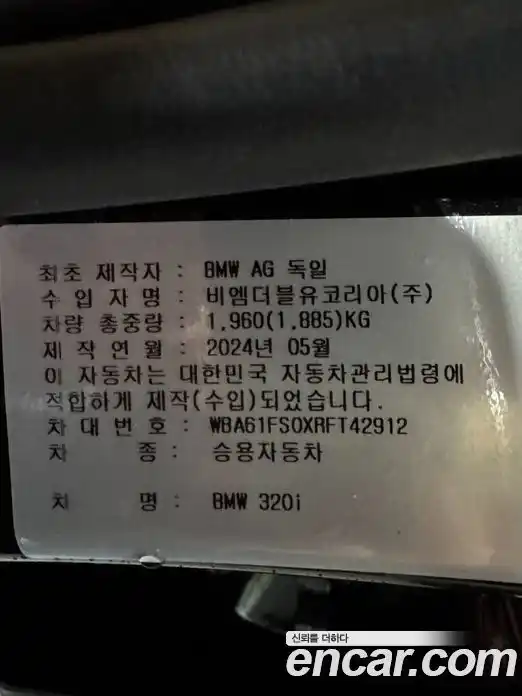 최초 제작자 : BMW AG 독일
수 입 자 명 : 비엠더블유코리아(주)
차량 총중량 : 1,960(1,885)KG
제 작 연 월 : 2024년 05월
이 자동차는 대한민국 자동차관리법령에
적합하게 제작(수입)되었습니다.
차 대 번 호 : WBA61FS0XRFT42912
차 종 : 승용자동차
차 명 : BMW 320i
신뢰를 더하다
encar.com